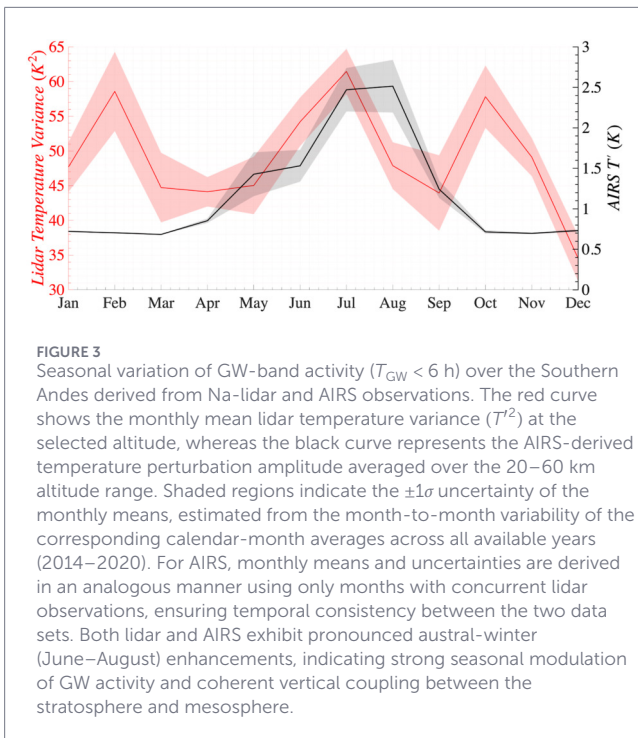 65
60
55
50
45
40
35
30
Lidar Temperature Variance (K²)
3
2.5
2
1.5
1
0.5
0
AIRS T′ (K)
Jan Feb Mar Apr May Jun Jul Aug Sep Oct Nov Dec
FIGURE 3
Seasonal variation of GW-band activity (T_GW < 6 h) over the Southern
Andes derived from Na-lidar and AIRS observations. The red curve
shows the monthly mean lidar temperature variance (T′²) at the
selected altitude, whereas the black curve represents the AIRS-derived
temperature perturbation amplitude averaged over the 20–60 km
altitude range. Shaded regions indicate the ±1σ uncertainty of the
monthly means, estimated from the month-to-month variability of the
corresponding calendar-month averages across all available years
(2014–2020). For AIRS, monthly means and uncertainties are derived
in an analogous manner using only months with concurrent lidar
observations, ensuring temporal consistency between the two data
sets. Both lidar and AIRS exhibit pronounced austral-winter
(June–August) enhancements, indicating strong seasonal modulation
of GW activity and coherent vertical coupling between the
stratosphere and mesosphere.